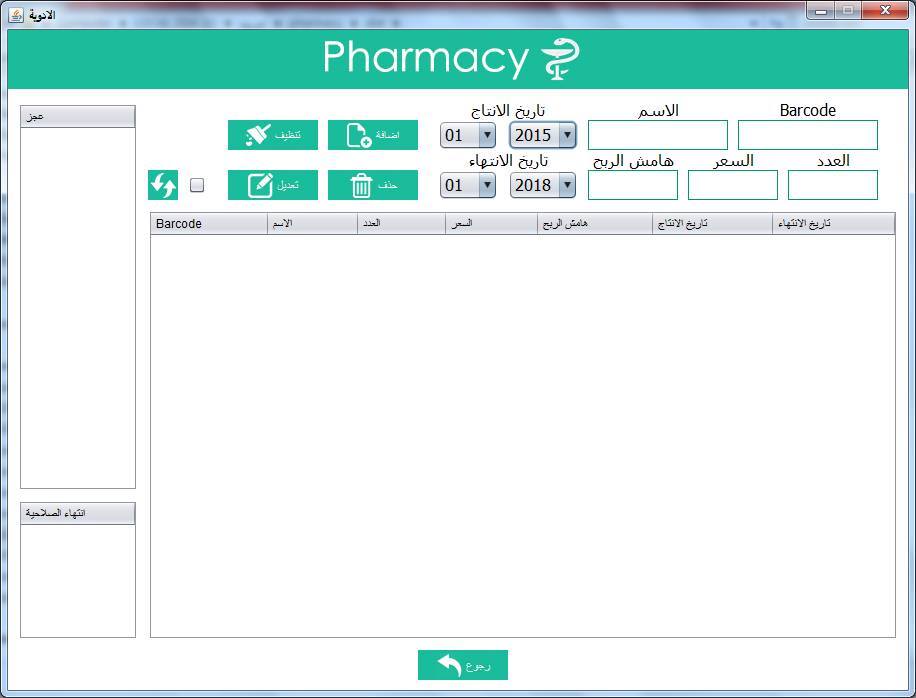 الادوية
Pharmacy
عجز
Barcode
الاسم
تاريخ الانتاج
2015
01
اضافة
تنظيف
العدد
السعر
هامش الربح
تاريخ الانتهاء
2018
01
حذف
تعديل
Barcode
الاسم
العدد
السعر
هامش الربح
تاريخ الانتاج
تاريخ الانتهاء
انتهاء الصلاحية
رجوع